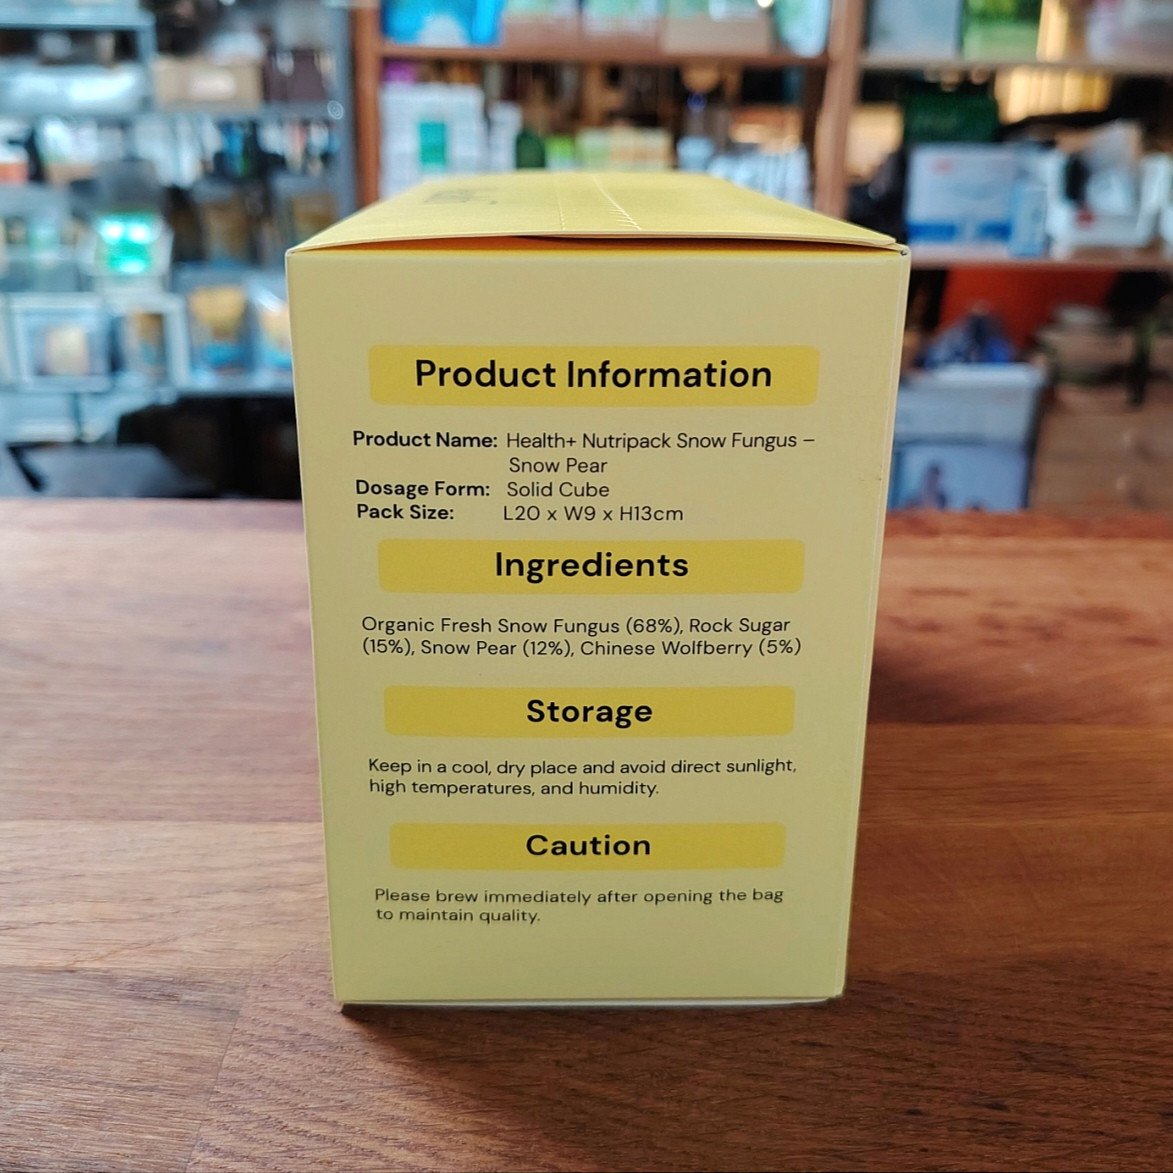 Product Information
Product Name: Health+ Nutripack Snow Fungus –
Snow Pear
Dosage Form: Solid Cube
Pack Size: L20 x W9 x H13cm
Ingredients
Organic Fresh Snow Fungus (68%), Rock Sugar
(15%), Snow Pear (12%), Chinese Wolfberry (5%)
Storage
Keep in a cool, dry place and avoid direct sunlight,
high temperatures, and humidity.
Caution
Please brew immediately after opening the bag
to maintain quality.